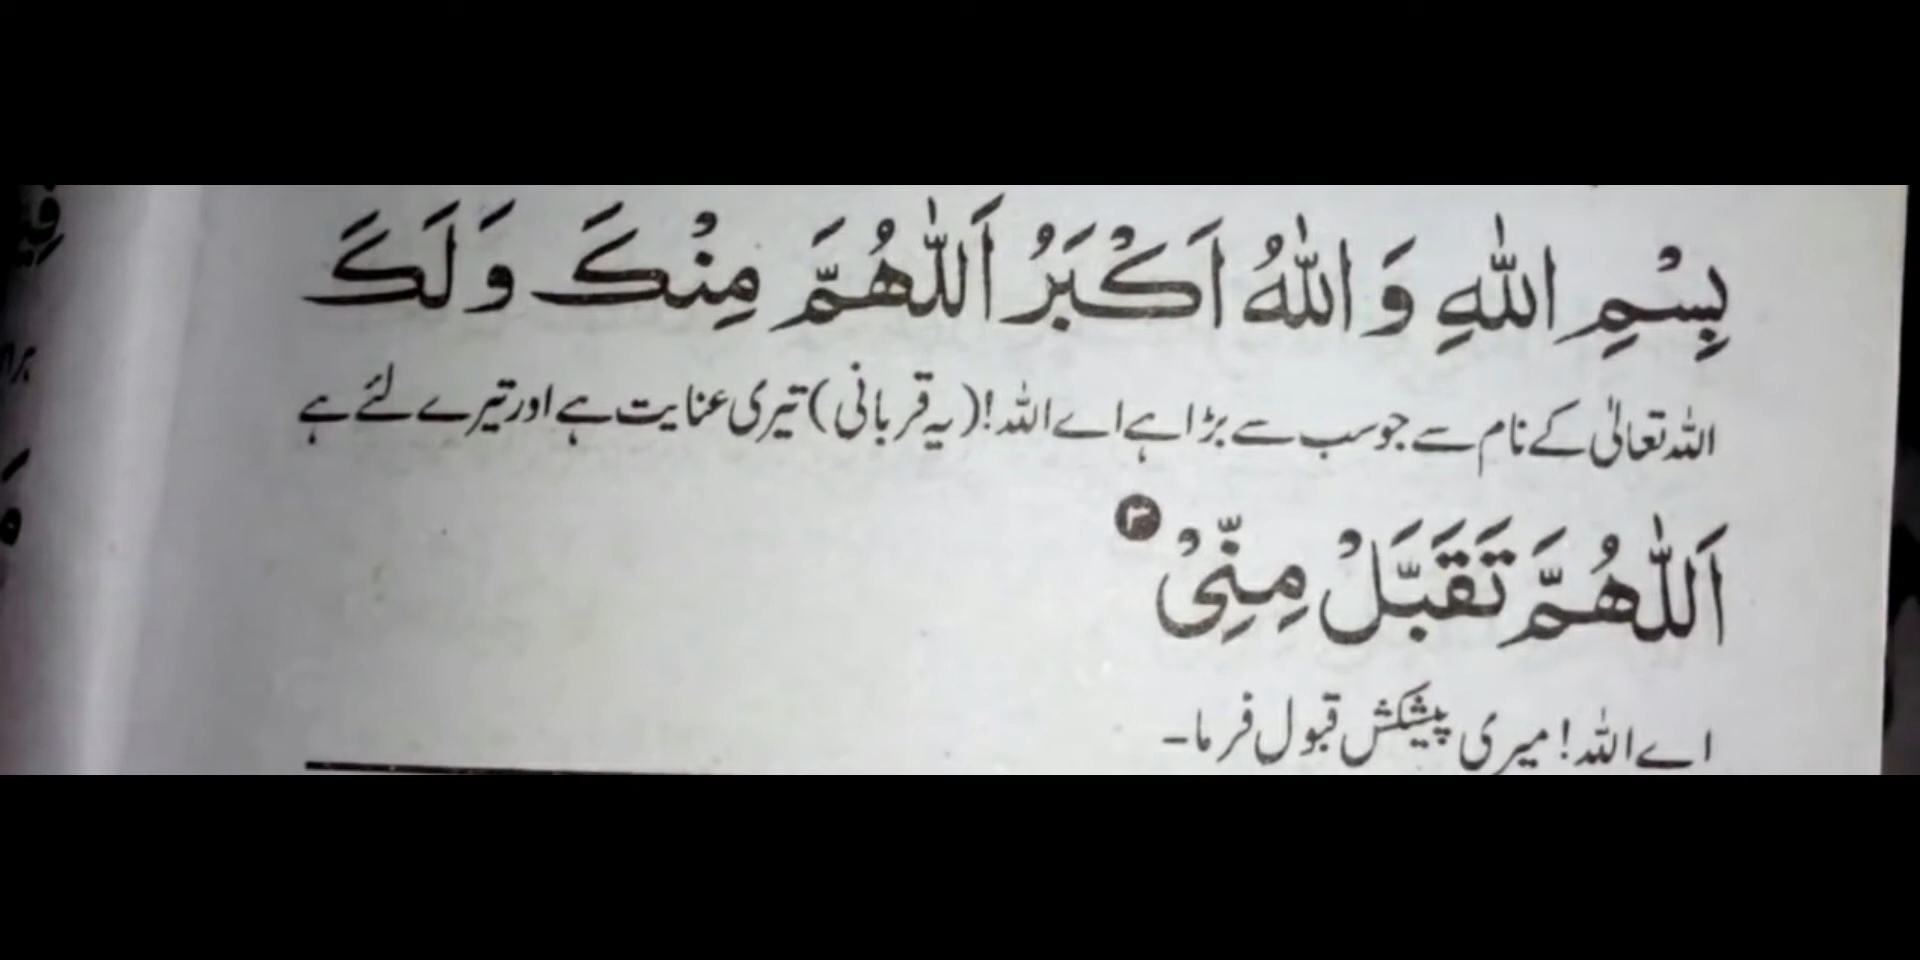 بِسْمِ اللّٰهِ وَاللّٰهُ اَكْبَرُ اَللّٰهُمَّ مِنْكَ وَلَكَ
اللہ تعالیٰ کے نام سے جو سب سے بڑا ہے اے اللہ! (یہ قربانی) تیری عنایت ہے اور تیرے لئے ہے
اَللّٰهُمَّ تَقَبَّلْ مِنِّىْ ۳
اے اللہ! میری پیشکش قبول فرما۔